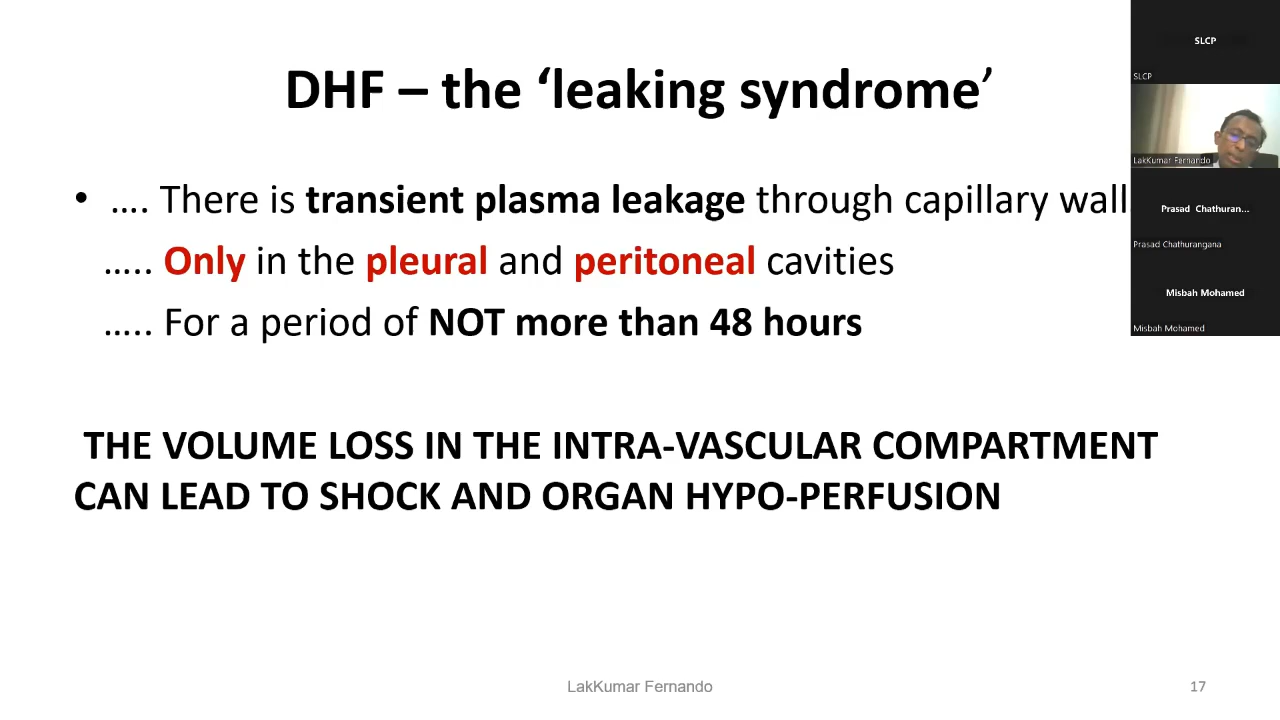 DHF – the ‘leaking syndrome’
• …. There is transient plasma leakage through capillary wall
….. Only in the pleural and peritoneal cavities
….. For a period of NOT more than 48 hours
THE VOLUME LOSS IN THE INTRA-VASCULAR COMPARTMENT
CAN LEAD TO SHOCK AND ORGAN HYPO-PERFUSION
LakKumar Fernando
17
SLCP
SLCP
LakKumar Fernando
Prasad Chathuran...
Prasad Chathurangana
Misbah Mohamed
Misbah Mohamed